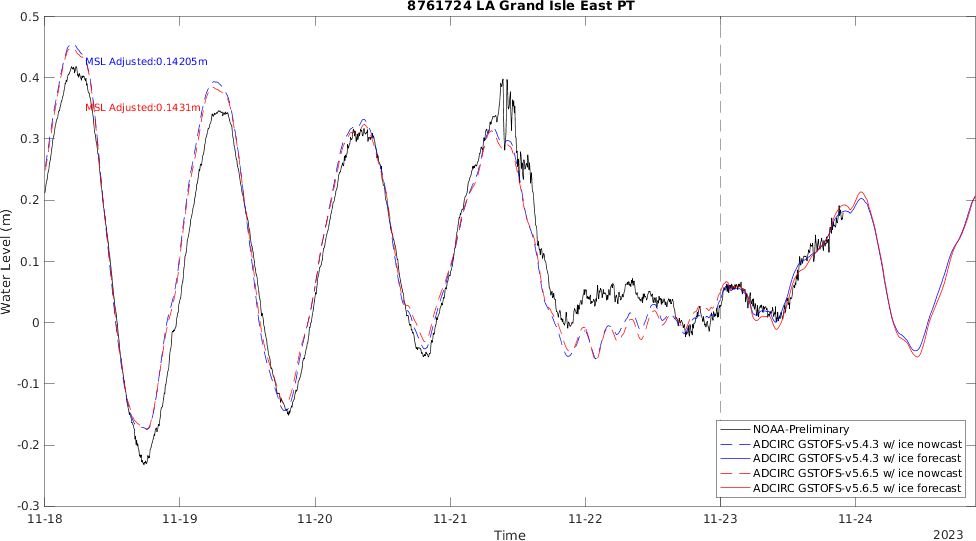 8761724 LA Grand Isle East PT
0.5
0.4
0.3
0.2
0.1
0
-0.1
-0.2
-0.3
Water Level (m)
MSL Adjusted:0.14205m
MSL Adjusted:0.1431m
NOAA-Preliminary
ADCIRC GSTOFS-v5.4.3 w/ ice nowcast
ADCIRC GSTOFS-v5.4.3 w/ ice forecast
ADCIRC GSTOFS-v5.6.5 w/ ice nowcast
ADCIRC GSTOFS-v5.6.5 w/ ice forecast
11-18 11-19 11-20 11-21 11-22 11-23 11-24
Time
2023